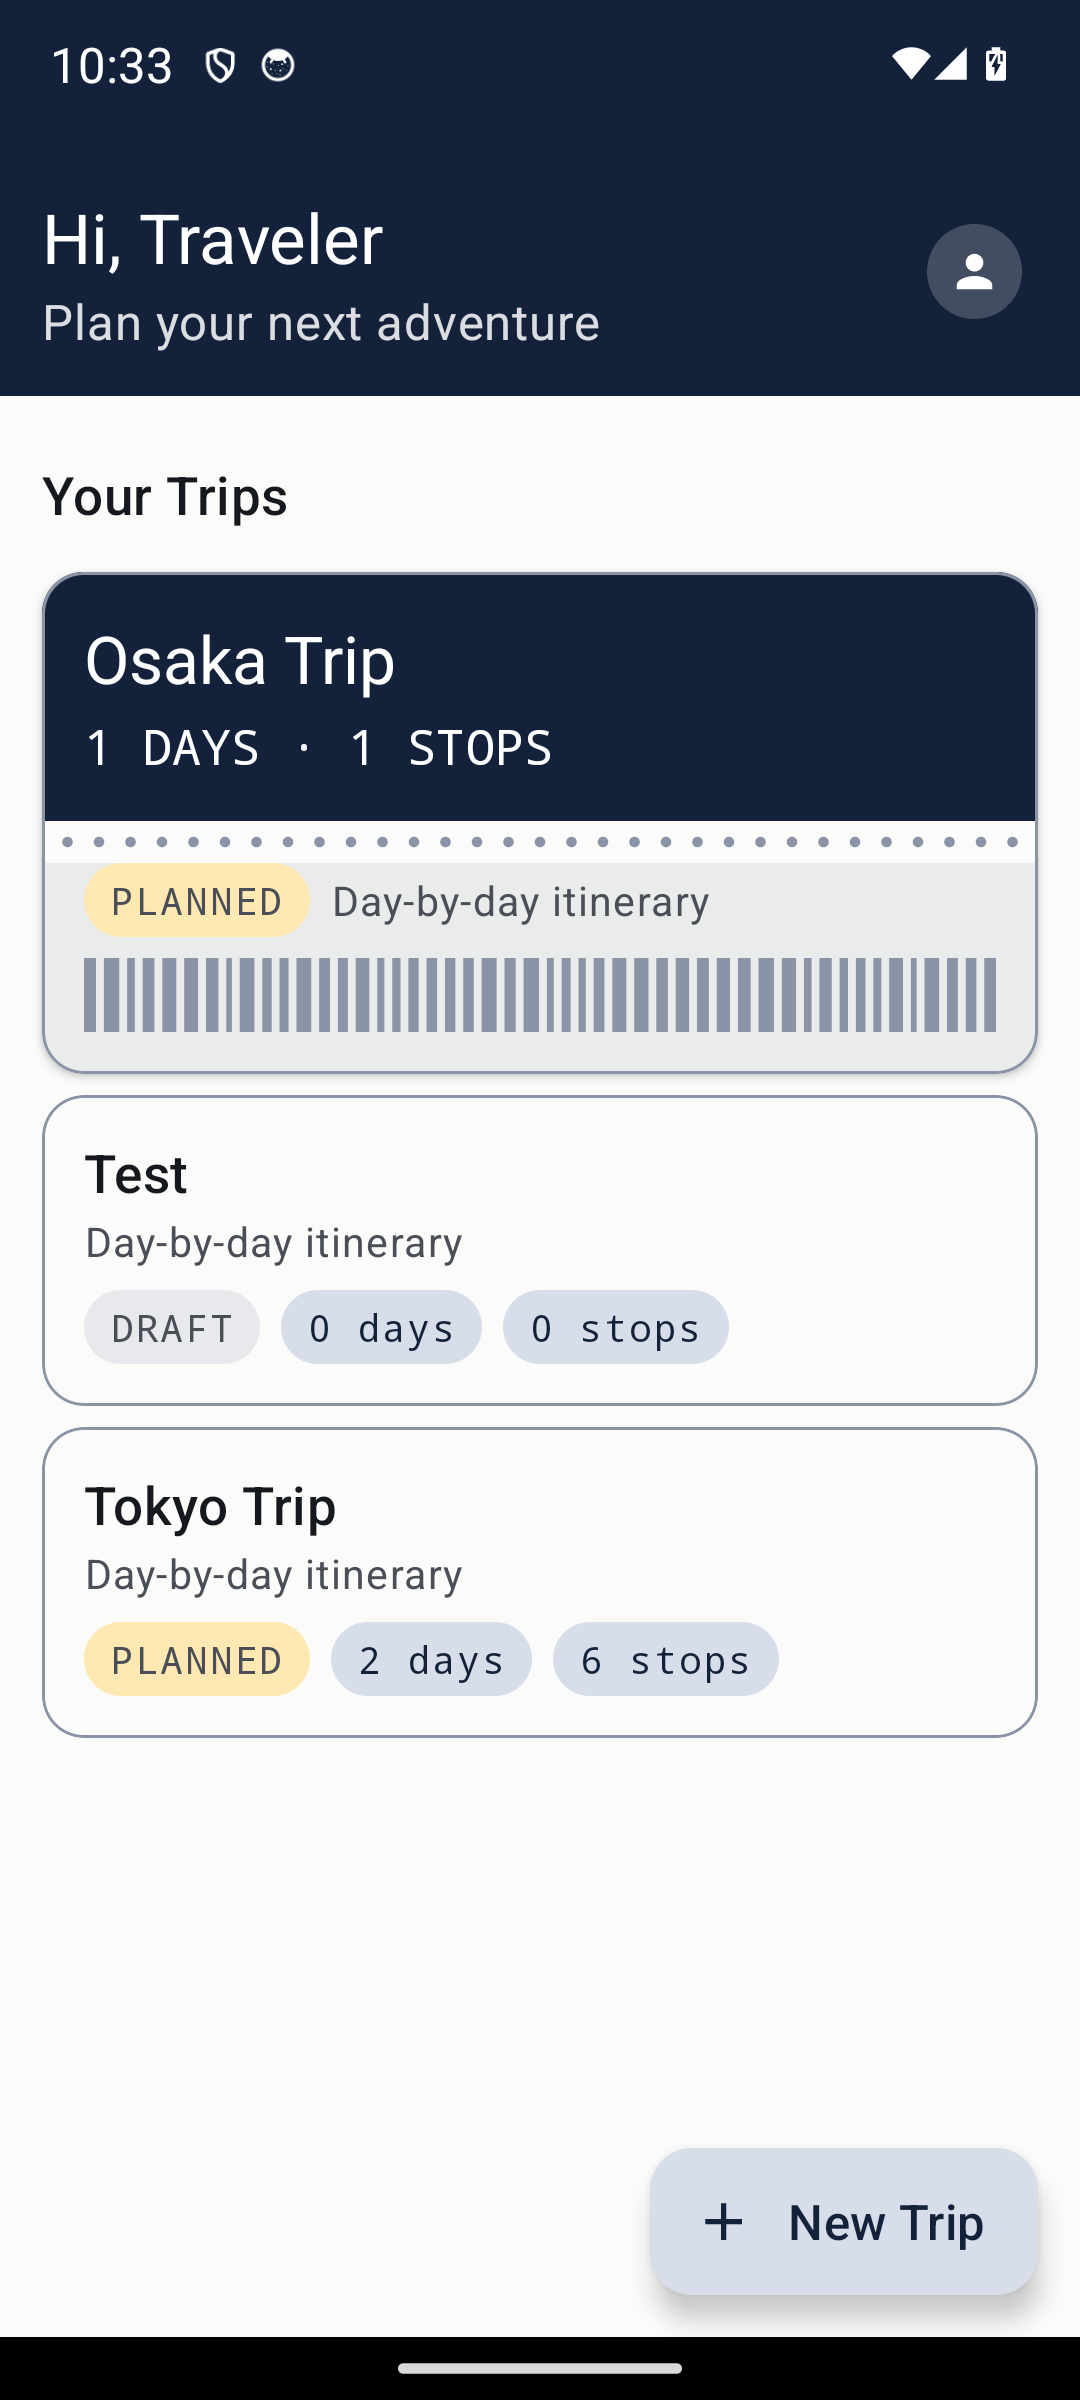 10:33
Hi, Traveler
Plan your next adventure
Your Trips
Osaka Trip
1 DAYS · 1 STOPS
PLANNED Day-by-day itinerary
Test
Day-by-day itinerary
DRAFT 0 days 0 stops
Tokyo Trip
Day-by-day itinerary
PLANNED 2 days 6 stops
+ New Trip